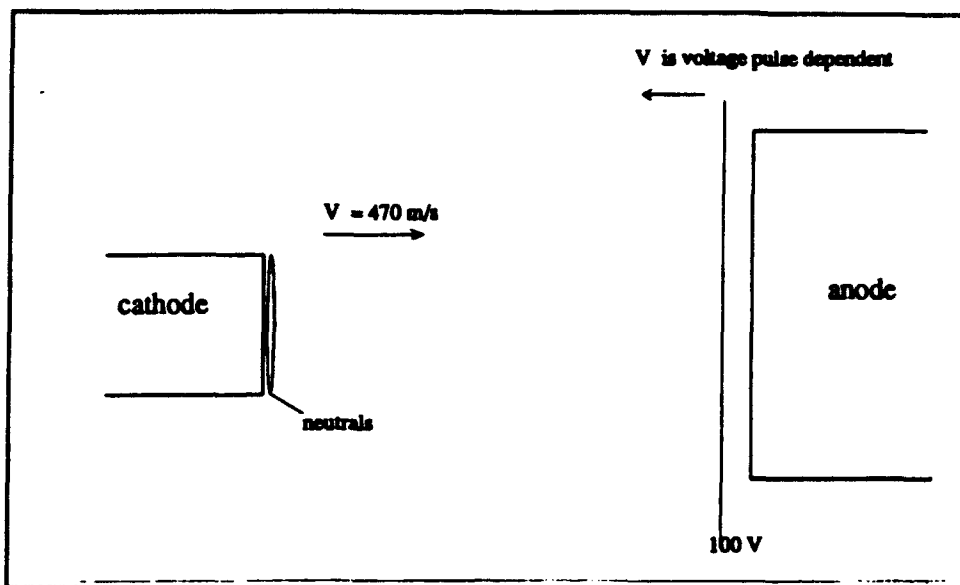 V is voltage pulse dependent
V = 470 m/s
cathode
anode
neutrals
100 V